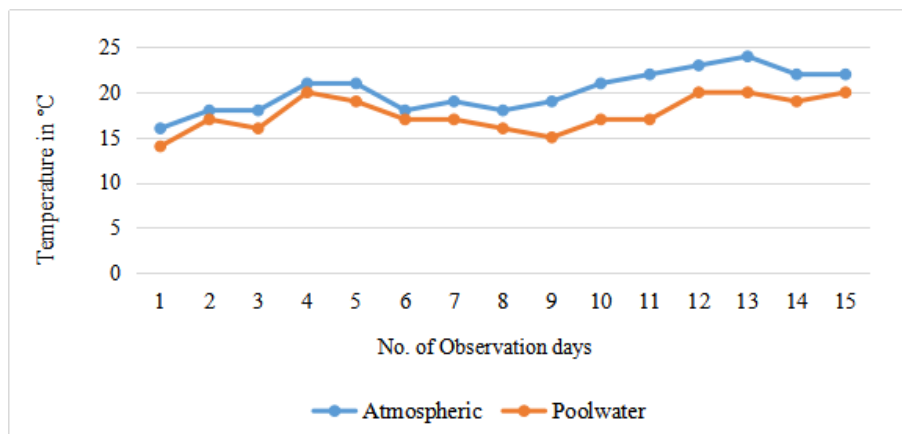 Temperature in °C
25
20
15
10
5
0
1 2 3 4 5 6 7 8 9 10 11 12 13 14 15
No. of Observation days
Atmospheric Poolwater